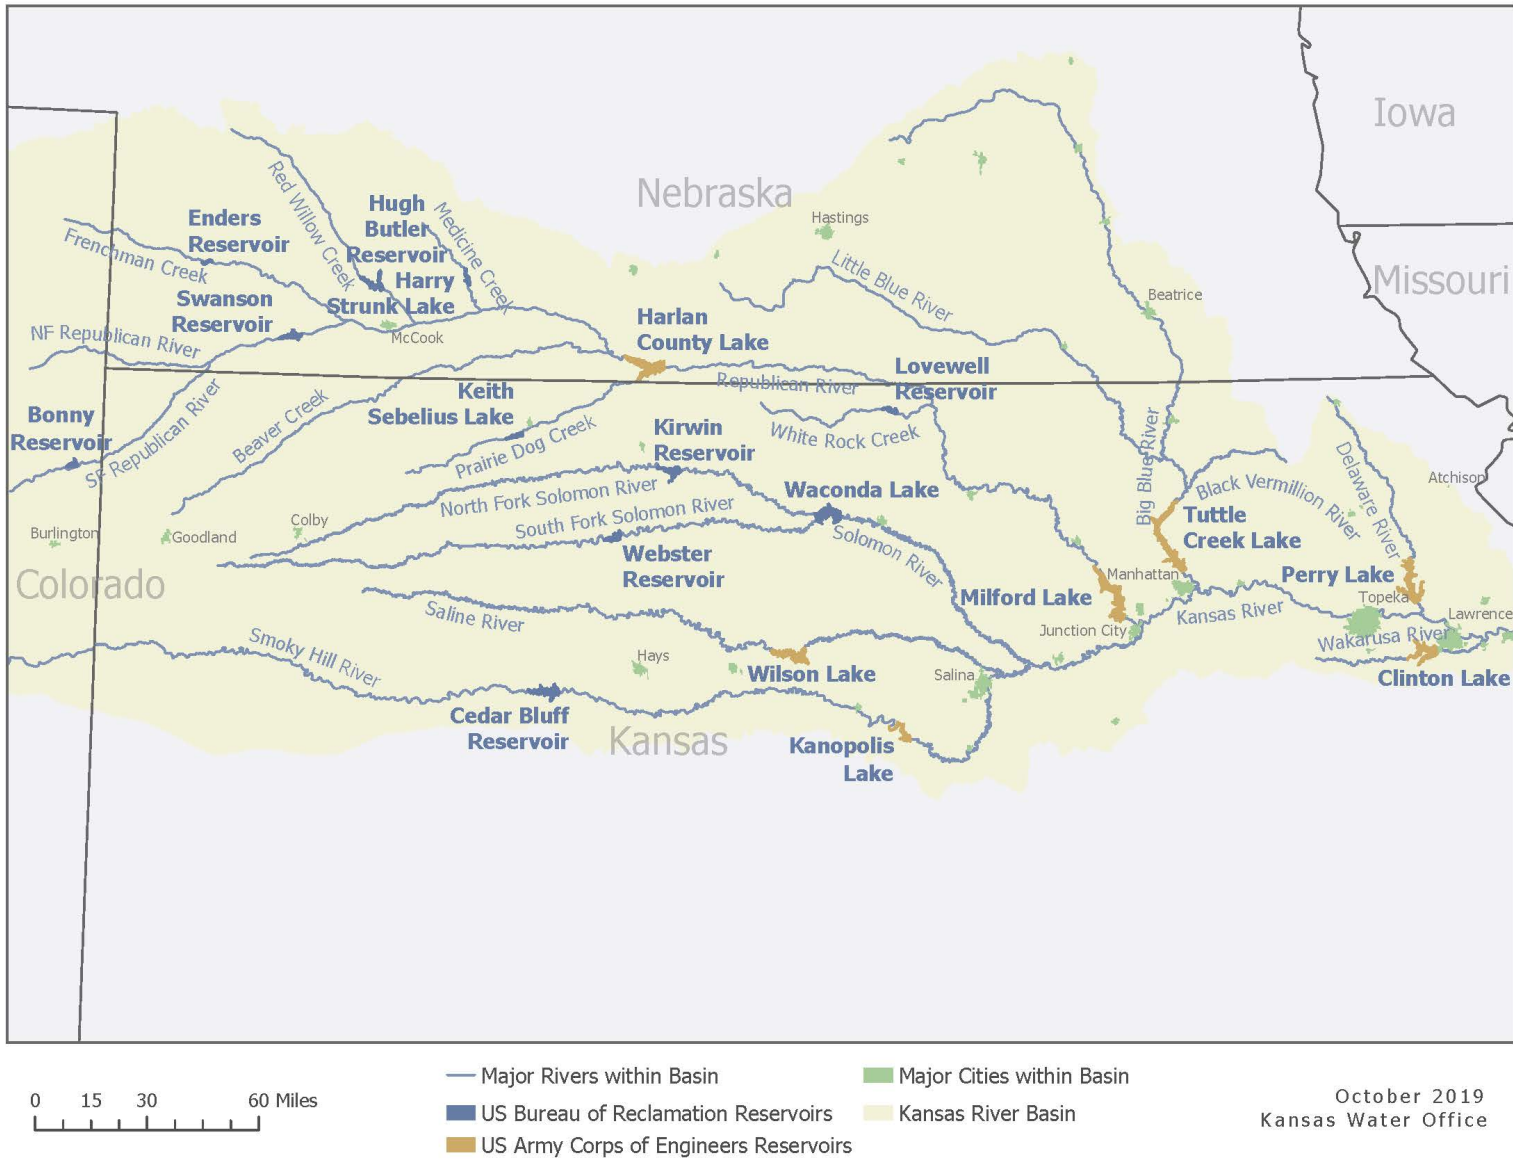 Iowa
Nebraska
Missouri
Colorado
Kansas
Red Willow Creek
Hugh
Butler
Reservoir
Medicine Creek
Enders
Reservoir
Frenchman Creek
Harry
Strunk Lake
Swanson
Reservoir
NF Republican River
McCook
Hastings
Little Blue River
Beatrice
Harlan
County Lake
Republican River
Lovewell
Reservoir
White Rock Creek
Keith
Sebelius Lake
Beaver Creek
Prairie Dog Creek
Bonny
Reservoir
SF Republican River
Kirwin
Reservoir
North Fork Solomon River
South Fork Solomon River
Waconda Lake
Solomon River
Webster
Reservoir
Big Blue River
Black Vermillion River
Delaware River
Atchison
Tuttle
Creek Lake
Burlington
Goodland
Colby
Manhattan
Perry Lake
Milford Lake
Topeka
Kansas River
Lawrence
Junction City
Wakarusa River
Clinton Lake
Saline River
Smoky Hill River
Hays
Wilson Lake
Salina
Cedar Bluff
Reservoir
Kanopolis
Lake
0 15 30 60 Miles
Major Rivers within Basin
US Bureau of Reclamation Reservoirs
US Army Corps of Engineers Reservoirs
Major Cities within Basin
Kansas River Basin
October 2019
Kansas Water Office